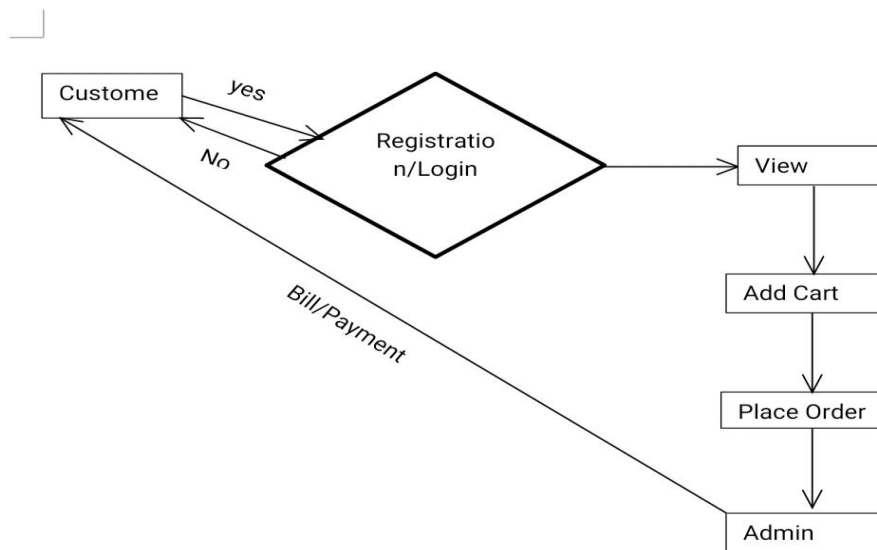 Custome
yes
No
Registratio
n/Login
View
Add Cart
Place Order
Admin
Bill/Payment